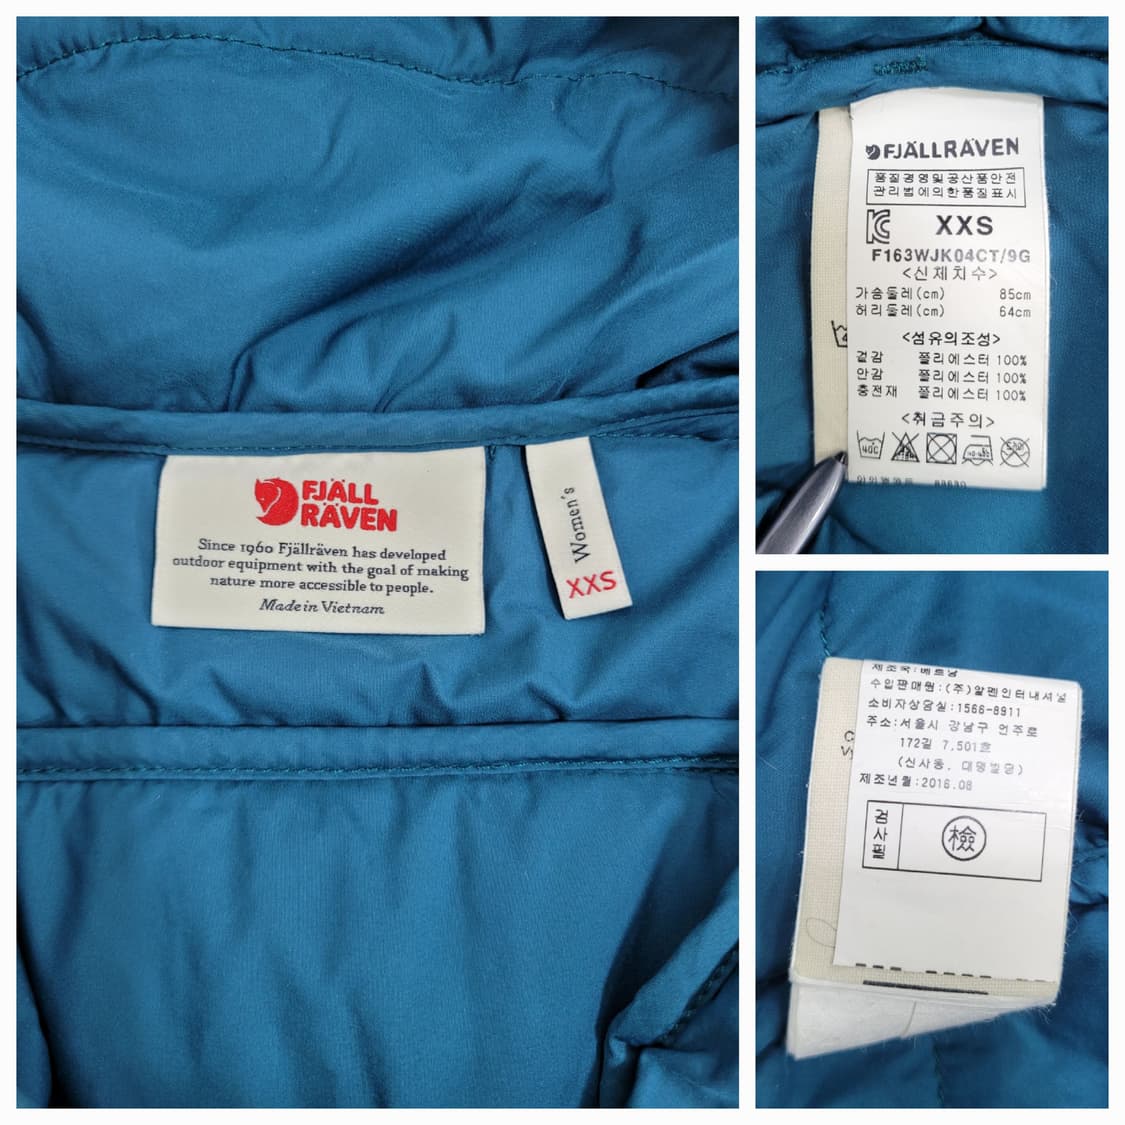 FJÄLL
RÄVEN
Since 1960 Fjällräven has developed
outdoor equipment with the goal of making
nature more accessible to people.
Made in Vietnam
Women's
XXS
FJÄLLRÄVEN
품질경영및공산품안전
관리법에의한품질표시
XXS
F163WJK04CT/9G
<신체치수>
가슴둘레(cm) 85cm
허리둘레(cm) 64cm
<섬유의조성>
겉감 폴리에스터 100%
안감 폴리에스터 100%
충전재 폴리에스터 100%
<취급주의>
40C
제조국:베트남
수입판매원:(주)알펜인터내셔널
소비자상담실:1566-8911
주소:서울시 강남구 언주로
172길 7,501호
(신사동, 대명빌딩)
제조년월:2016.08
검사필
檢